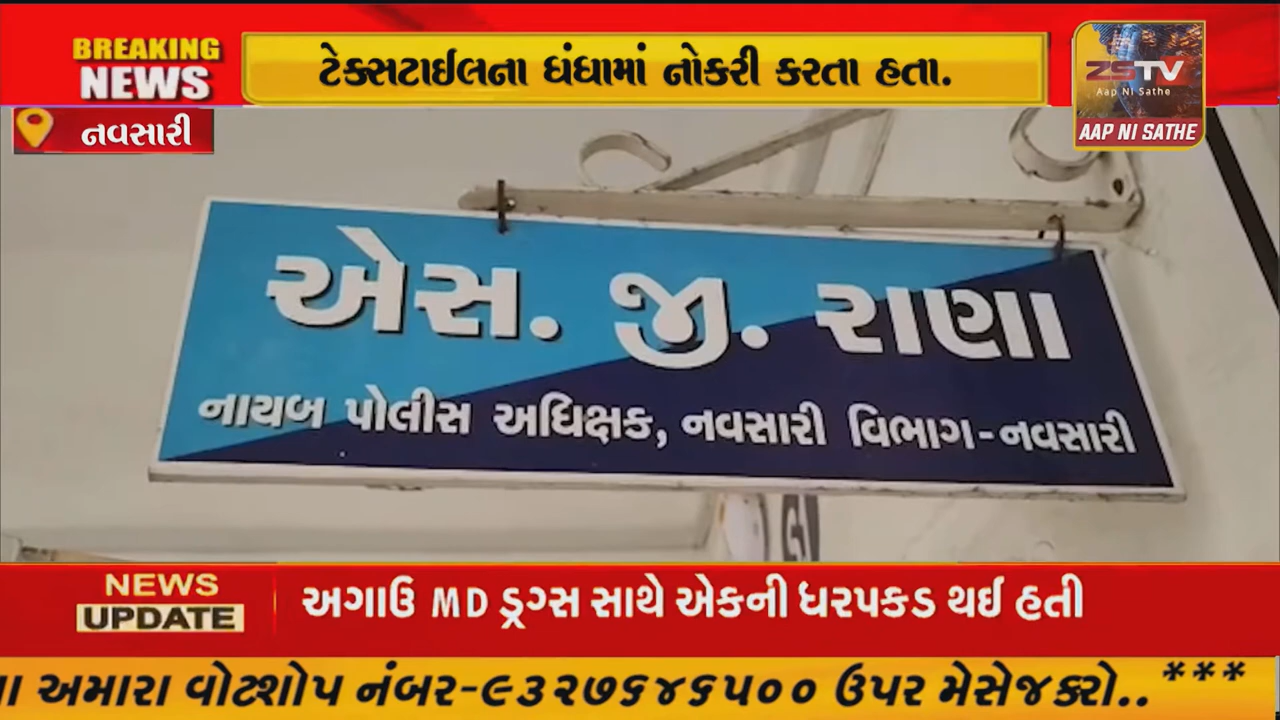 BREAKING
NEWS
ટેક્સટાઈલના ધંધામાં નોકરી કરતા હતા.
ZSTV
Aap Ni Sathe
AAP NI SATHE
નવસારી
એસ. જી. રાણા
નાયબ પોલીસ અધિક્ષક, નવસારી વિભાગ-નવસારી
NEWS
UPDATE
અગાઉ MD ડ્રગ્સ સાથે એકની ધરપકડ થઈ હતી
અમારા વોટ્શોપ નંબર-૯૩૨૭૬૪૬૫૦૦ ઉપર મેસેજ કરો.. ***